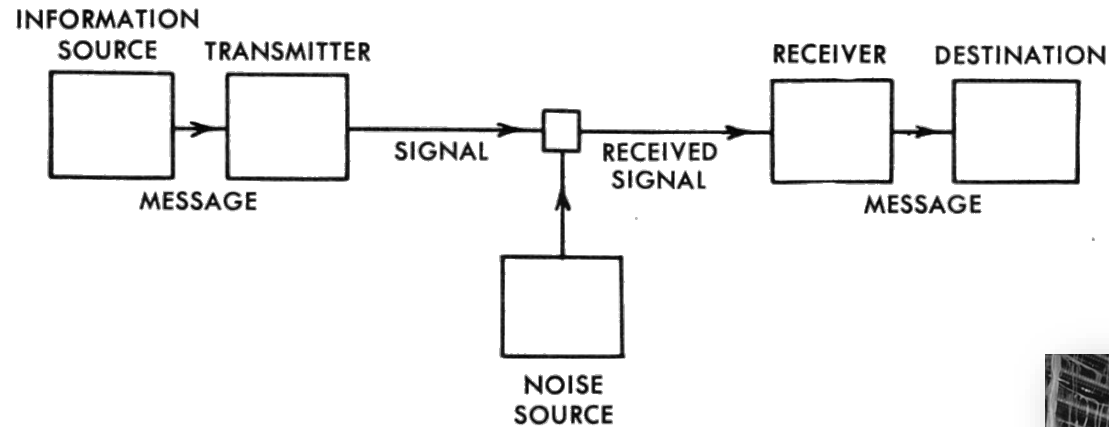 INFORMATION
SOURCE
TRANSMITTER
RECEIVER
DESTINATION
SIGNAL
RECEIVED
SIGNAL
MESSAGE
MESSAGE
NOISE
SOURCE